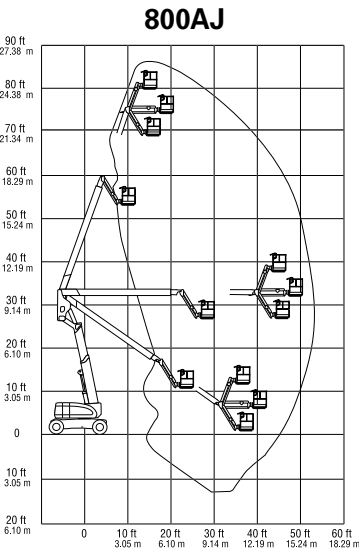 800AJ
90 ft
27.38 m
80 ft
24.38 m
70 ft
21.34 m
60 ft
18.29 m
50 ft
15.24 m
40 ft
12.19 m
30 ft
9.14 m
20 ft
6.10 m
10 ft
3.05 m
0
10 ft
3.05 m
20 ft
6.10 m
0 10 ft 20 ft 30 ft 40 ft 50 ft 60 ft
3.05 m 6.10 m 9.14 m 12.19 m 15.24 m 18.29 m